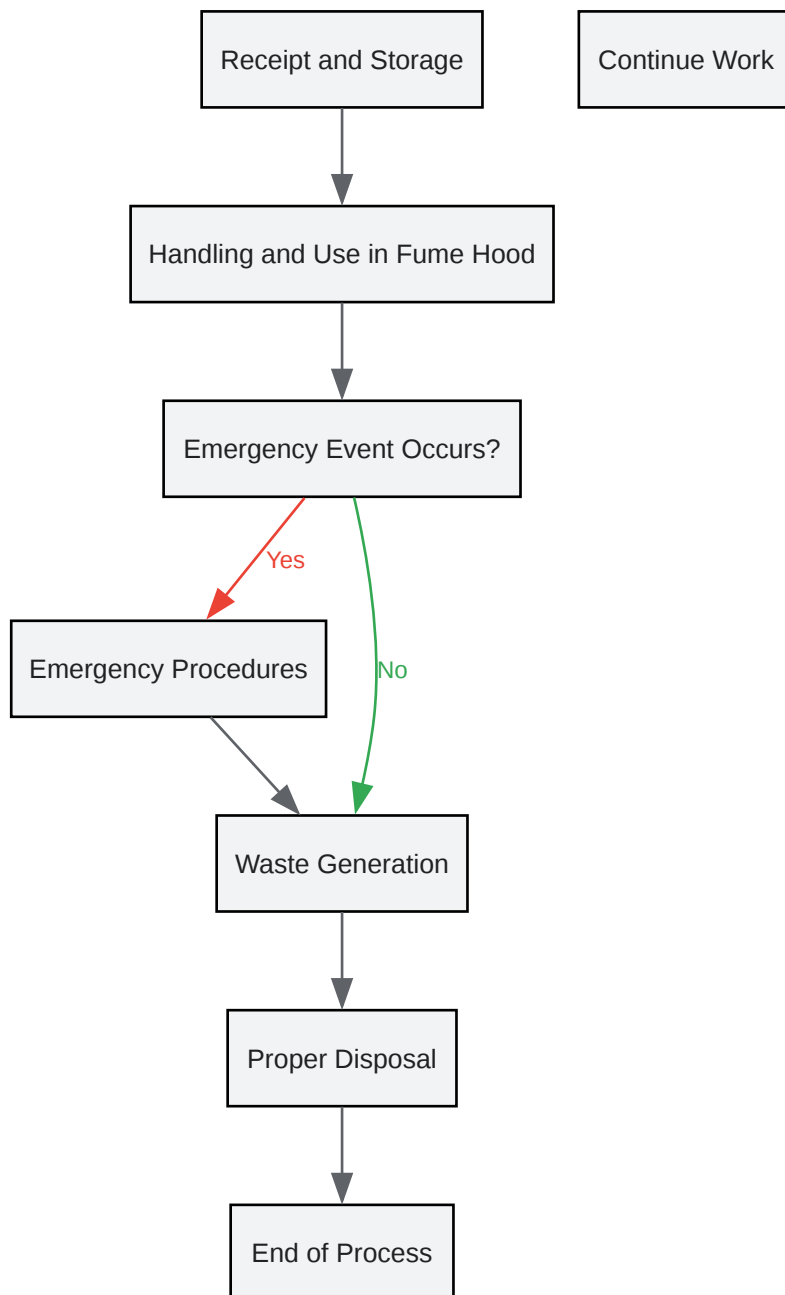 Receipt and Storage
Continue Work
Handling and Use in Fume Hood
Emergency Event Occurs?
Yes
Emergency Procedures
No
Waste Generation
Proper Disposal
End of Process